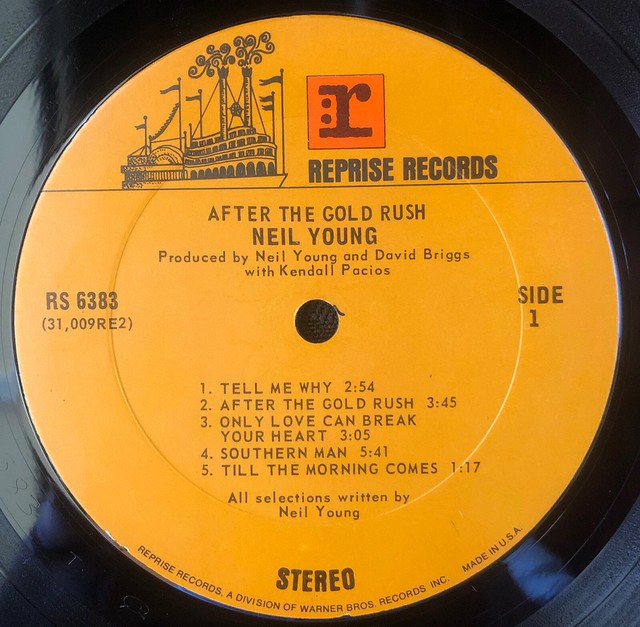 r
REPRISE RECORDS
AFTER THE GOLD RUSH
NEIL YOUNG
Produced by Neil Young and David Briggs
with Kendall Pacios
RS 6383
(31,009RE2)
SIDE
1
1. TELL ME WHY 2:54
2. AFTER THE GOLD RUSH 3:45
3. ONLY LOVE CAN BREAK
YOUR HEART 3:05
4. SOUTHERN MAN 5:41
5. TILL THE MORNING COMES 1:17
All selections written by
Neil Young
STEREO
REPRISE RECORDS, A DIVISION OF WARNER BROS. RECORDS INC. MADE IN U.S.A.